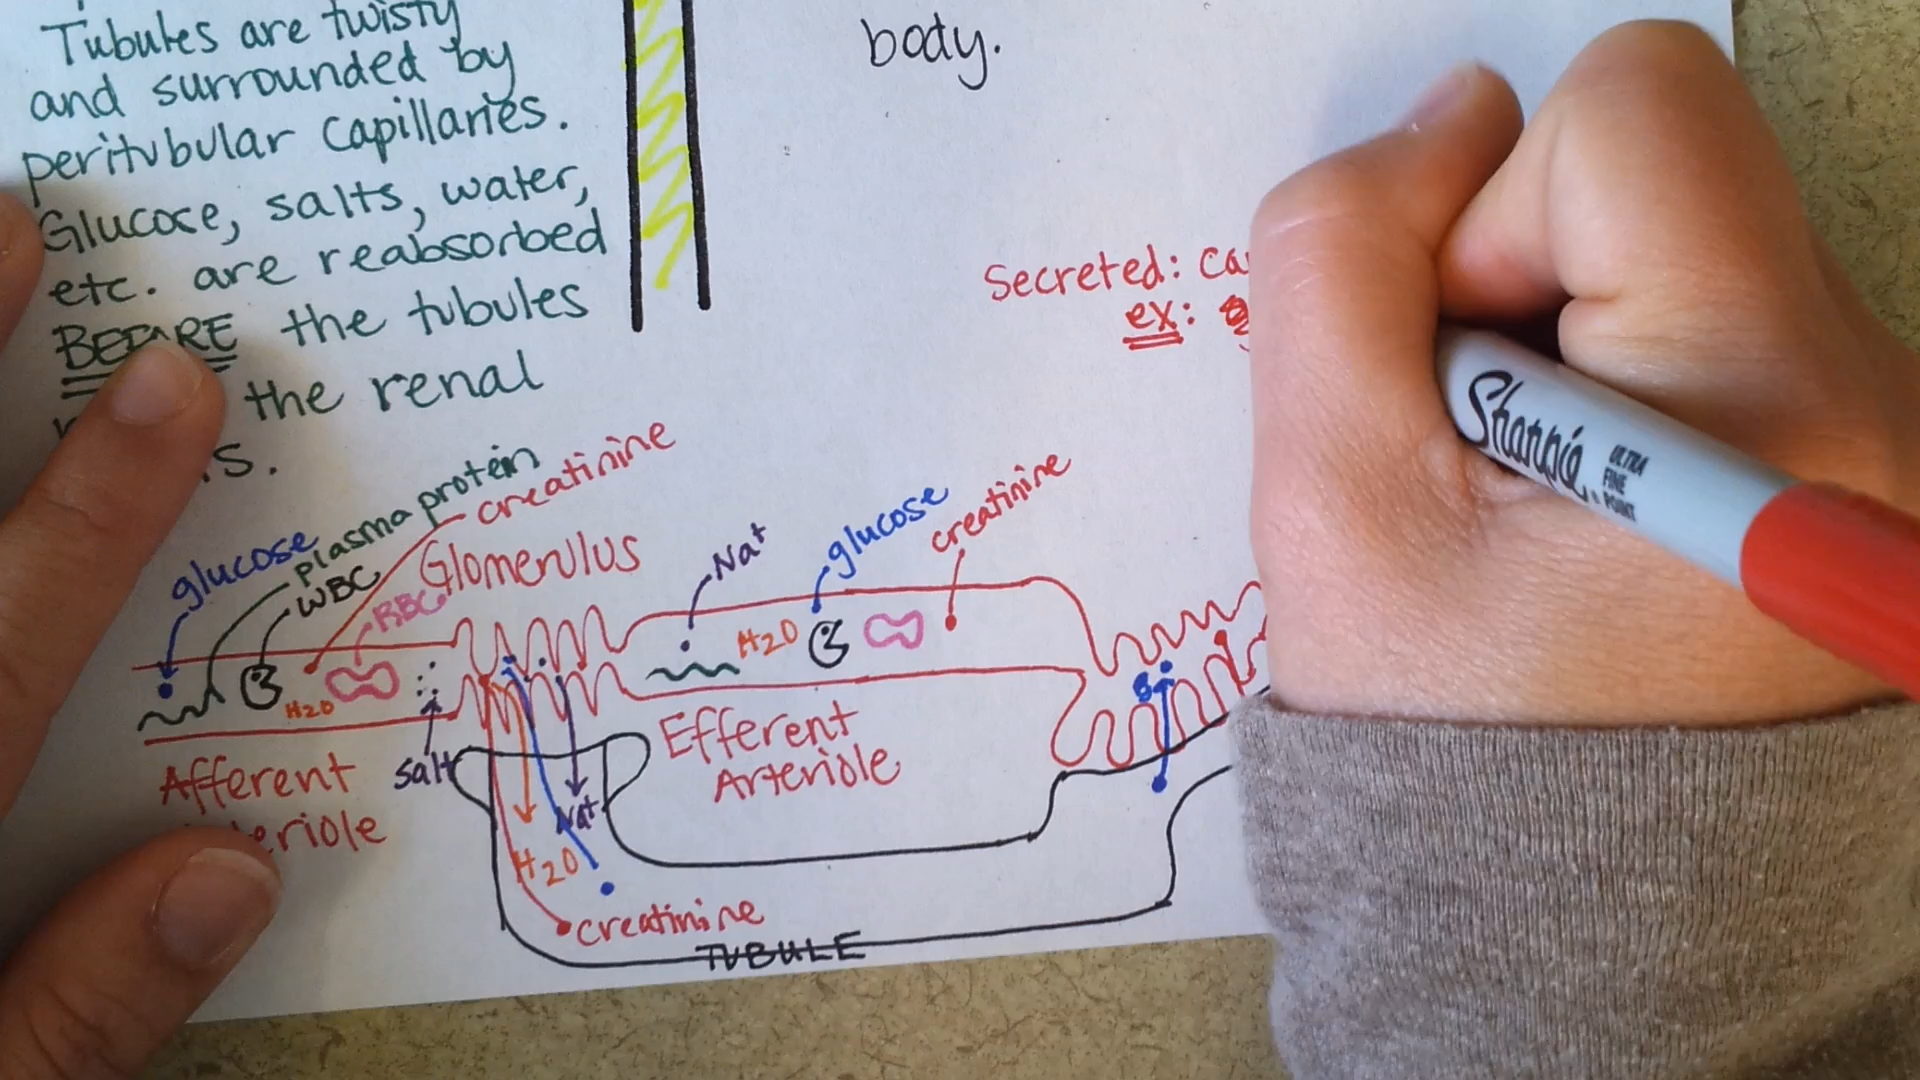 Tubules are twisty
and surrounded by
peritubular capillaries.
Glucose, salts, water,
etc. are reabsorbed
BEFORE the tubules
the renal
s.
body.
Secreted:
ex:
glucose
plasma protein
WBC
creatinine
RBC
Glomerulus
H2O
salt
Afferent
eriole
Na+
glucose
creatinine
H2O
Efferent
Arteriole
Na+
H2O
creatinine
TUBULE
Sharpie
ULTRA
FINE
POINT